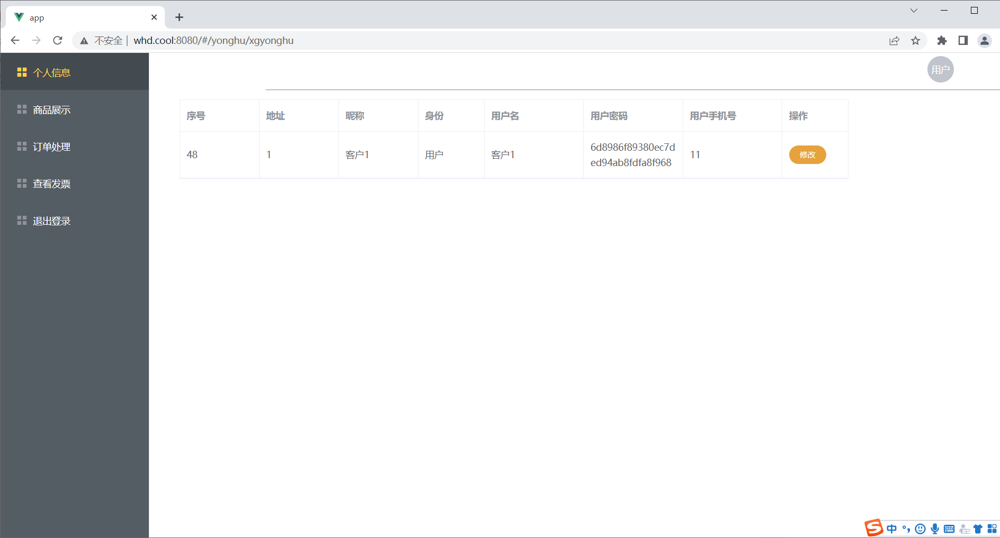 app
不安全 | whd.cool:8080/#/yonghu/xgyonghu
个人信息
商品展示
订单处理
查看发票
退出登录
用户
序号 地址 昵称 身份 用户名 用户密码 用户手机号 操作
48 1 客户1 用户 客户1 6d8986f89380ec7d 11 修改
ed94ab8fdfa8f968
S 中 °,